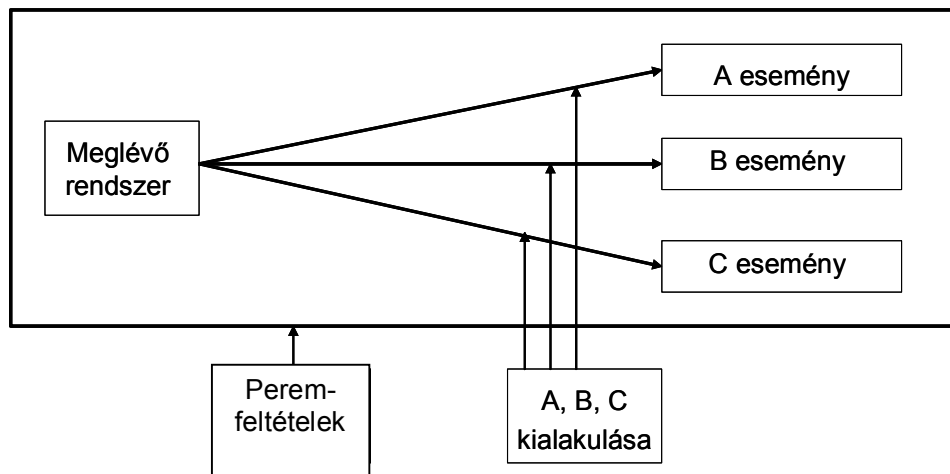 A esemény
Meglévő
rendszer
B esemény
C esemény
Perem-
feltételek
A, B, C
kialakulása